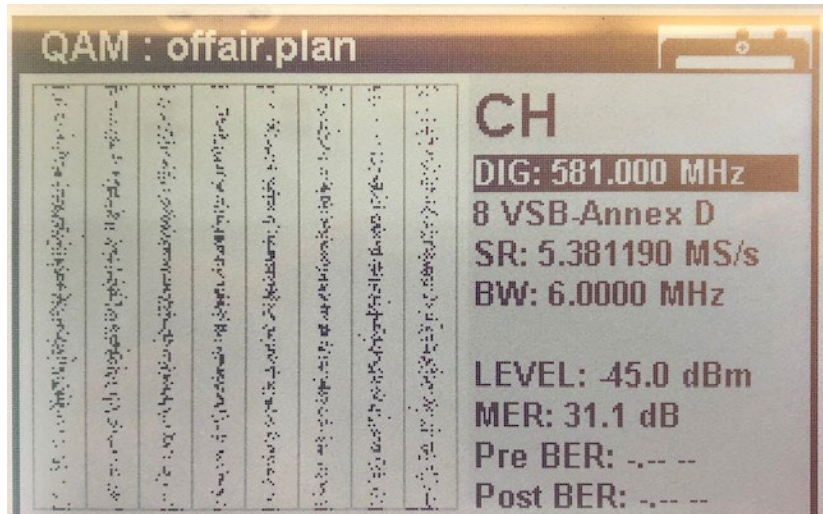 QAM : offair.plan
CH
DIG: 581.000 MHz
8 VSB-Annex D
SR: 5.381190 MS/s
BW: 6.0000 MHz
LEVEL: -45.0 dBm
MER: 31.1 dB
Pre BER: -.-- --
Post BER: -.-- --